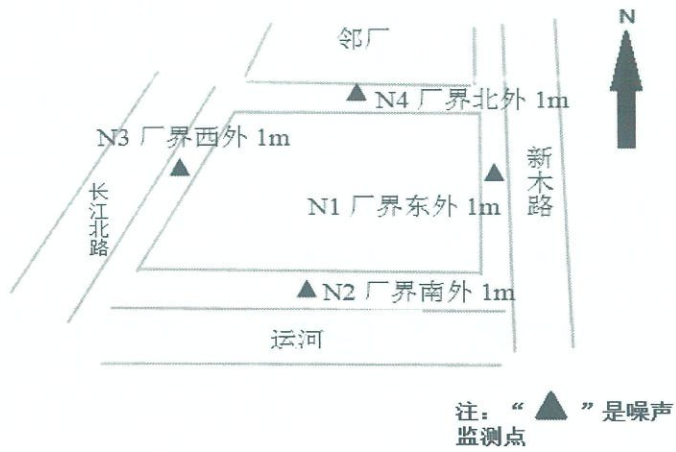 N
邻厂
N4 厂界北外 1m
N3 厂界西外 1m
新木路
长江北路
N1 厂界东外 1m
N2 厂界南外 1m
运河
注：“▲”是噪声
监测点